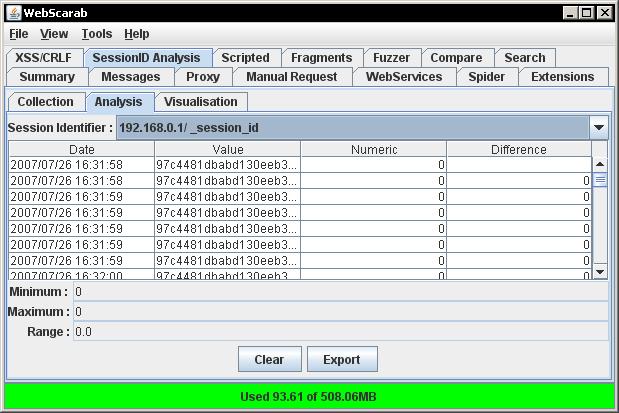 WebScarab
File View Tools Help
XSS/CRLF SessionID Analysis Scripted Fragments Fuzzer Compare Search
Summary Messages Proxy Manual Request WebServices Spider Extensions
Collection Analysis Visualisation
Session Identifier : 192.168.0.1/ _session_id
Date Value Numeric Difference
2007/07/26 16:31:58 97c4481dbabd130eeb3... 0
2007/07/26 16:31:58 97c4481dbabd130eeb3... 0 0
2007/07/26 16:31:59 97c4481dbabd130eeb3... 0 0
2007/07/26 16:31:59 97c4481dbabd130eeb3... 0 0
2007/07/26 16:31:59 97c4481dbabd130eeb3... 0 0
2007/07/26 16:31:59 97c4481dbabd130eeb3... 0 0
2007/07/26 16:31:59 97c4481dbabd130eeb3... 0 0
2007/07/26 16:32:00 97c4481dbabd130eeb3... 0 0
Minimum : 0
Maximum : 0
Range : 0.0
Clear Export
Used 93.61 of 508.06MB